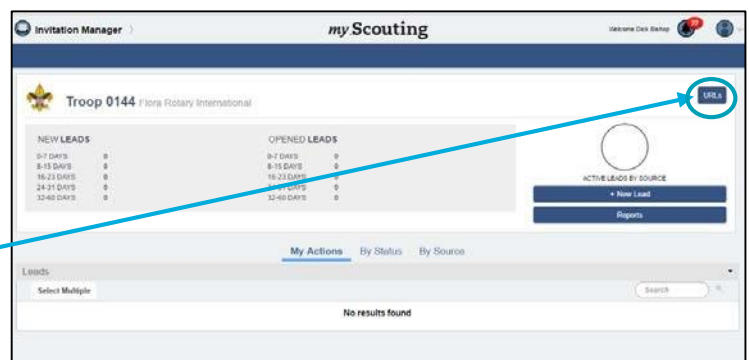 Invitation Manager
my.Scouting
Welcome Dick Bishop
Troop 0144 Flora Rotary International
URLs
NEW LEADS
0-7 DAYS 0
8-15 DAYS 0
16-23 DAYS 0
24-31 DAYS 0
32-60 DAYS 0
OPENED LEADS
0-7 DAYS 0
8-15 DAYS 0
16-23 DAYS 0
DAYS 0
32-60 DAYS 0
ACTIVE LEADS BY SOURCE
+ New Lead
Reports
My Actions By Status By Source
Leads
Select Multiple
Search
No results found